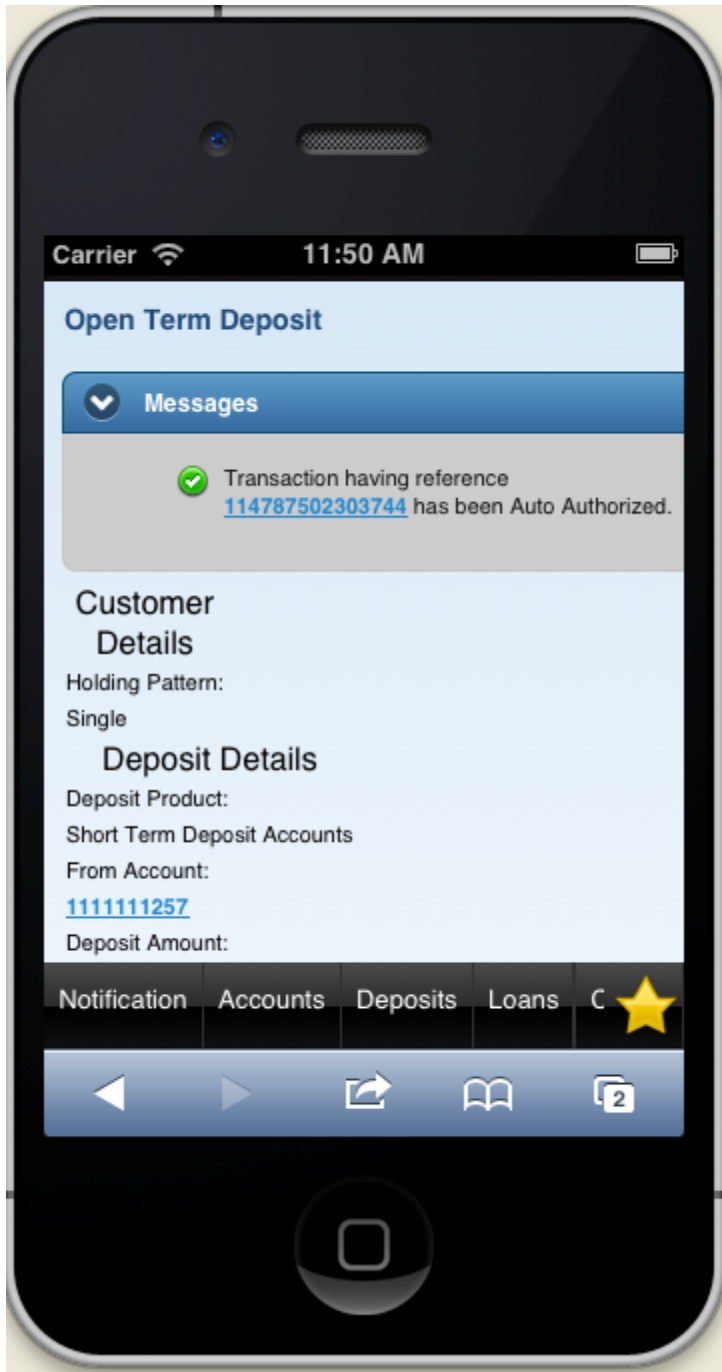 Carrier 11:50 AM
Open Term Deposit
Messages
Transaction having reference
114787502303744 has been Auto Authorized.
Customer
Details
Holding Pattern:
Single
Deposit Details
Deposit Product:
Short Term Deposit Accounts
From Account:
1111111257
Deposit Amount:
Notification Accounts Deposits Loans C
2